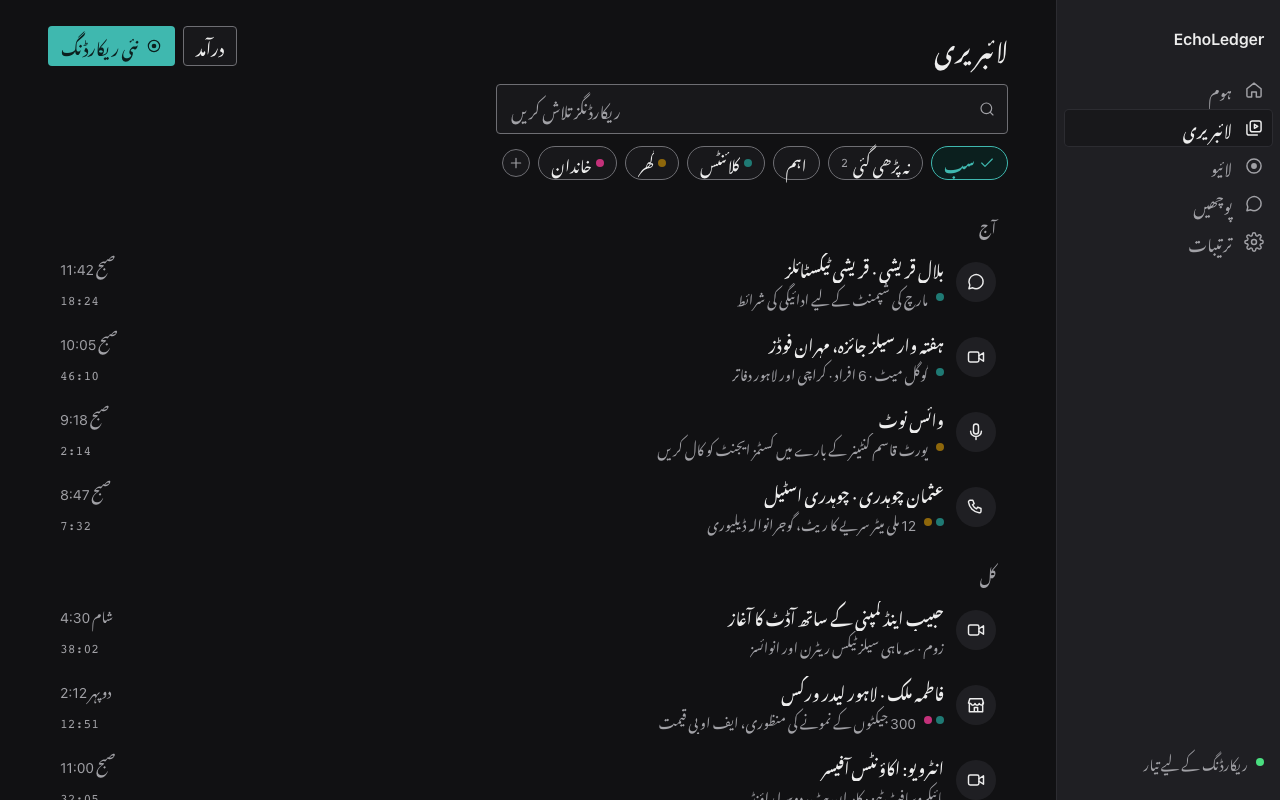 EchoLedger
ہوم
لائبریری
لائیو
پوچھیں
ترتیبات
ریکارڈنگ کے لیے تیار
لائبریری
درآمد
نئی ریکارڈنگ
ریکارڈنگز تلاش کریں
سب
نہ پڑھی گئی 2
اہم
کلائنٹس
گھر
خاندان
آج
بلال قریشی · قریشی ٹیکسٹائلز
11:42 صبح
مارچ کی شپمنٹ کے لیے ادائیگی کی شرائط
18:24
ہفتہ وار سیلز جائزہ، مہران فوڈز
10:05 صبح
گوگل میٹ · 6 افراد · کراچی اور لاہور دفاتر
46:10
وائس نوٹ
9:18 صبح
پورٹ قاسم کنٹینر کے بارے میں کسٹمز ایجنٹ کو کال کریں
2:14
عثمان چوہدری · چوہدری اسٹیل
8:47 صبح
12 ملی میٹر سریے کا ریٹ، گوجرانوالہ ڈیلیوری
7:32
کل
حبیب اینڈ کمپنی کے ساتھ آڈٹ کا آغاز
4:30 شام
زوم · سہ ماہی سیلز ٹیکس ریٹرن اور انوائسز
38:02
فاطمہ ملک · لاہور لیدر ورکس
2:12 دوپہر
300 جیکٹوں کے نمونے کی منظوری، ایف او بی قیمت
12:51
انٹرویو: اکاؤنٹس آفیسر
11:00 صبح
32:05